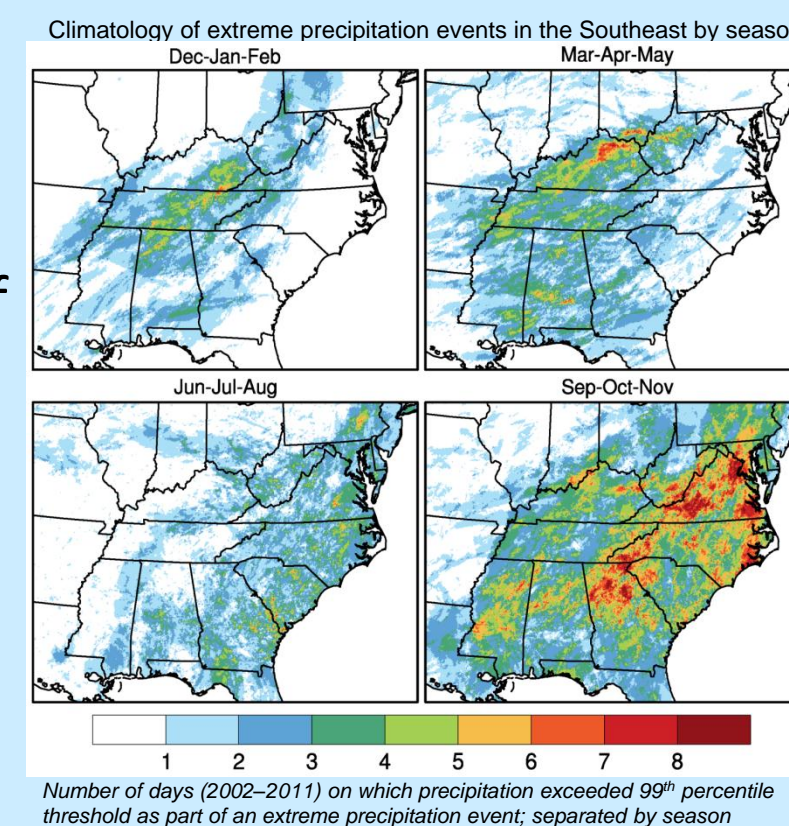 Climatology of extreme precipitation events in the Southeast by seaso
Dec-Jan-Feb
Mar-Apr-May
Jun-Jul-Aug
Sep-Oct-Nov
1 2 3 4 5 6 7 8
Number of days (2002–2011) on which precipitation exceeded 99th percentile
threshold as part of an extreme precipitation event; separated by season